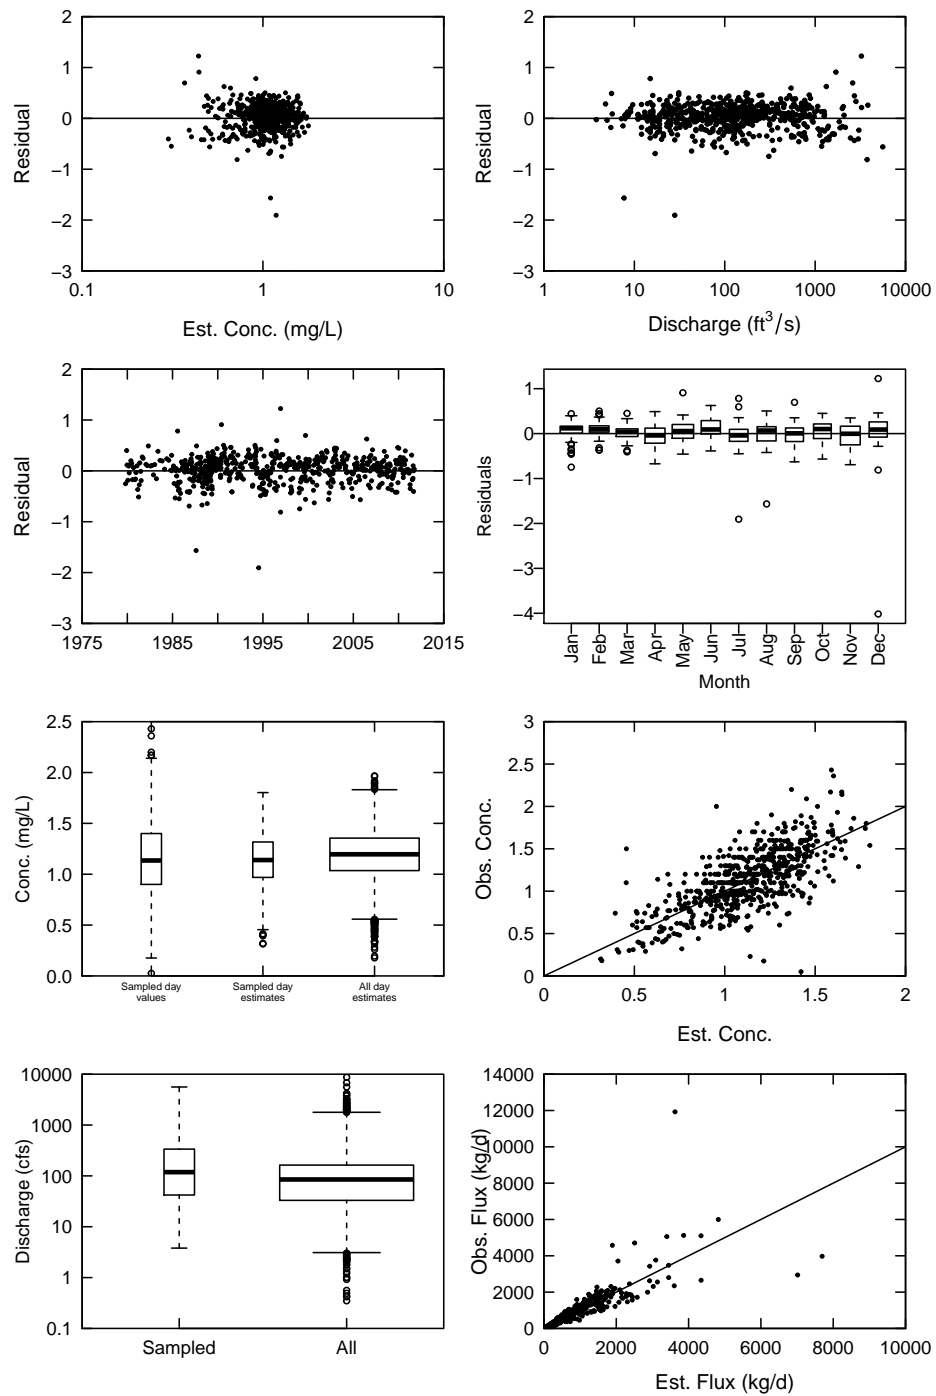 2
1
0
−1
−2
−3
Residual
0.1
1
10
Est. Conc. (mg/L)
2
1
0
−1
−2
−3
Residual
1
10
100
1000
10000
Discharge (ft³/s)
2
1
0
−1
−2
−3
Residual
1975
1985
1995
2005
2015
1
0
−1
−2
−3
−4
Residuals
Jan
Feb
Mar
Apr
May
Jun
Jul
Aug
Sep
Oct
Nov
Dec
Month
2.5
2.0
1.5
1.0
0.5
0.0
Conc. (mg/L)
Sampled day
values
Sampled day
estimates
All day
estimates
3
2.5
2
1.5
1
0.5
0
Obs. Conc.
0
0.5
1
1.5
2
Est. Conc.
10000
1000
100
10
1
0.1
Discharge (cfs)
Sampled
All
14000
12000
10000
8000
6000
4000
2000
0
Obs. Flux (kg/d)
0
2000
4000
6000
8000
10000
Est. Flux (kg/d)